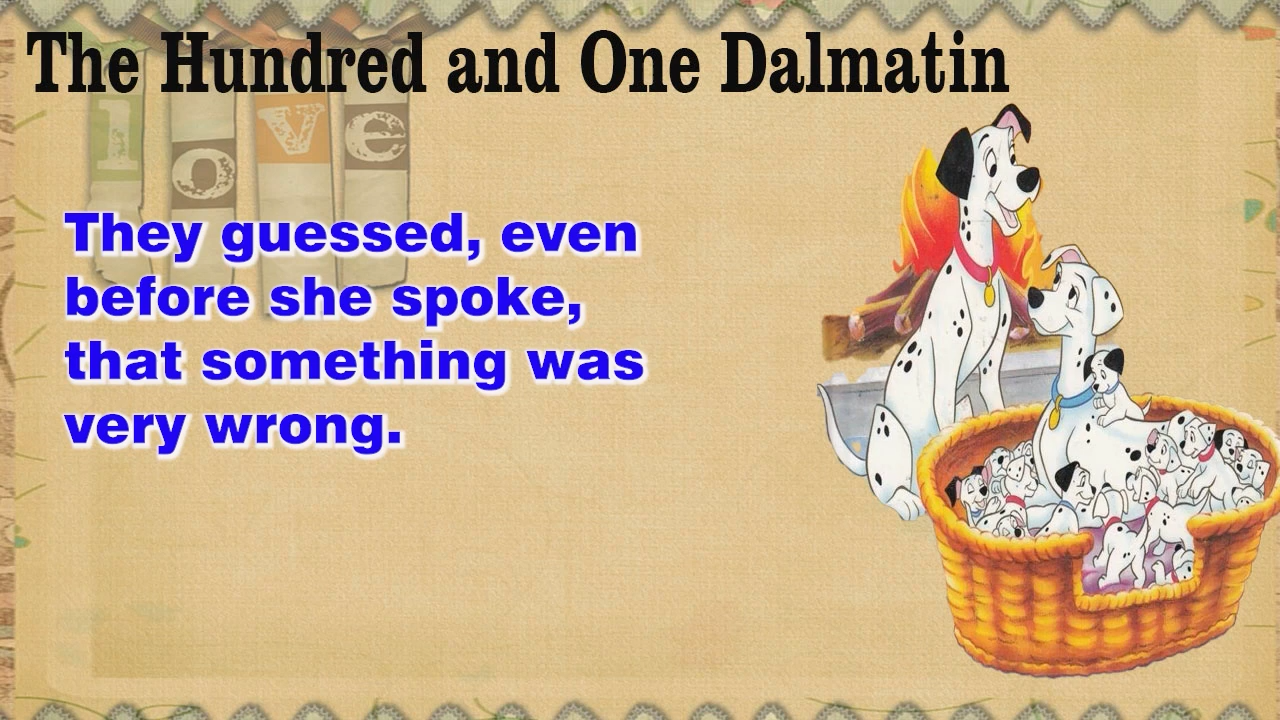 The Hundred and One Dalmatin
love
They guessed, even
before she spoke,
that something was
very wrong.